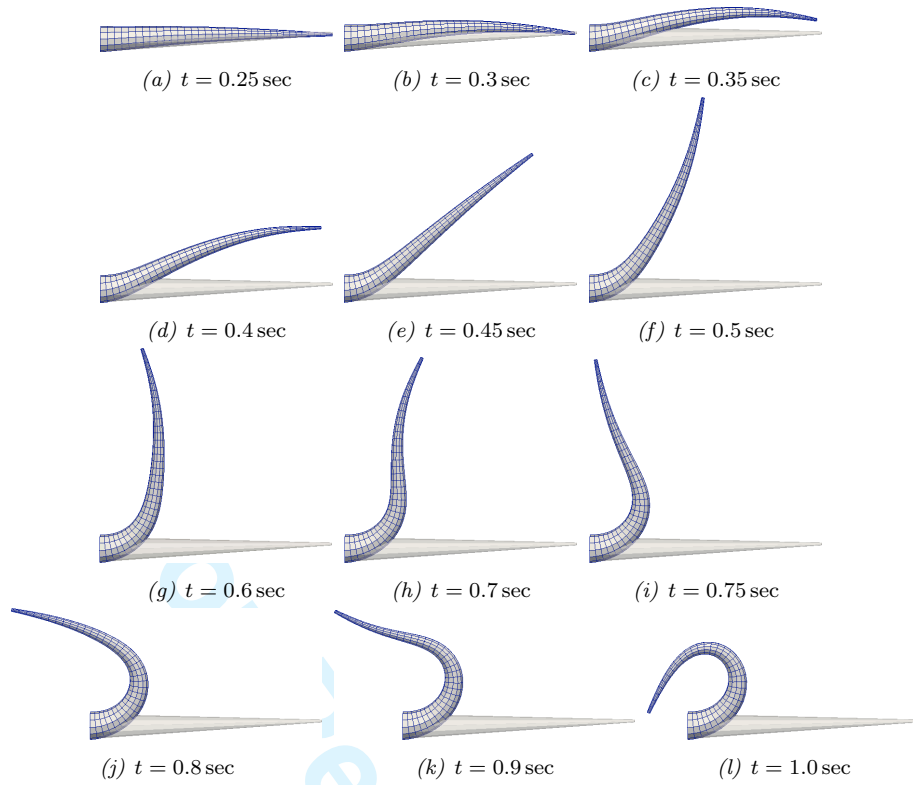 (a) t = 0.25 sec
(b) t = 0.3 sec
(c) t = 0.35 sec
(d) t = 0.4 sec
(e) t = 0.45 sec
(f) t = 0.5 sec
(g) t = 0.6 sec
(h) t = 0.7 sec
(i) t = 0.75 sec
(j) t = 0.8 sec
(k) t = 0.9 sec
(l) t = 1.0 sec